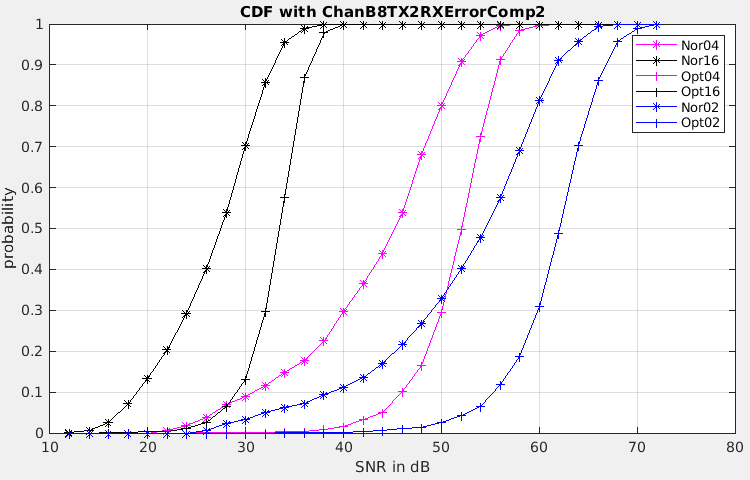 CDF with ChanB8TX2RXErrorComp2
1
0.9
0.8
0.7
0.6
0.5
0.4
0.3
0.2
0.1
0
probability
10
20
30
40
50
60
70
80
SNR in dB
Nor04
Nor16
Opt04
Opt16
Nor02
Opt02